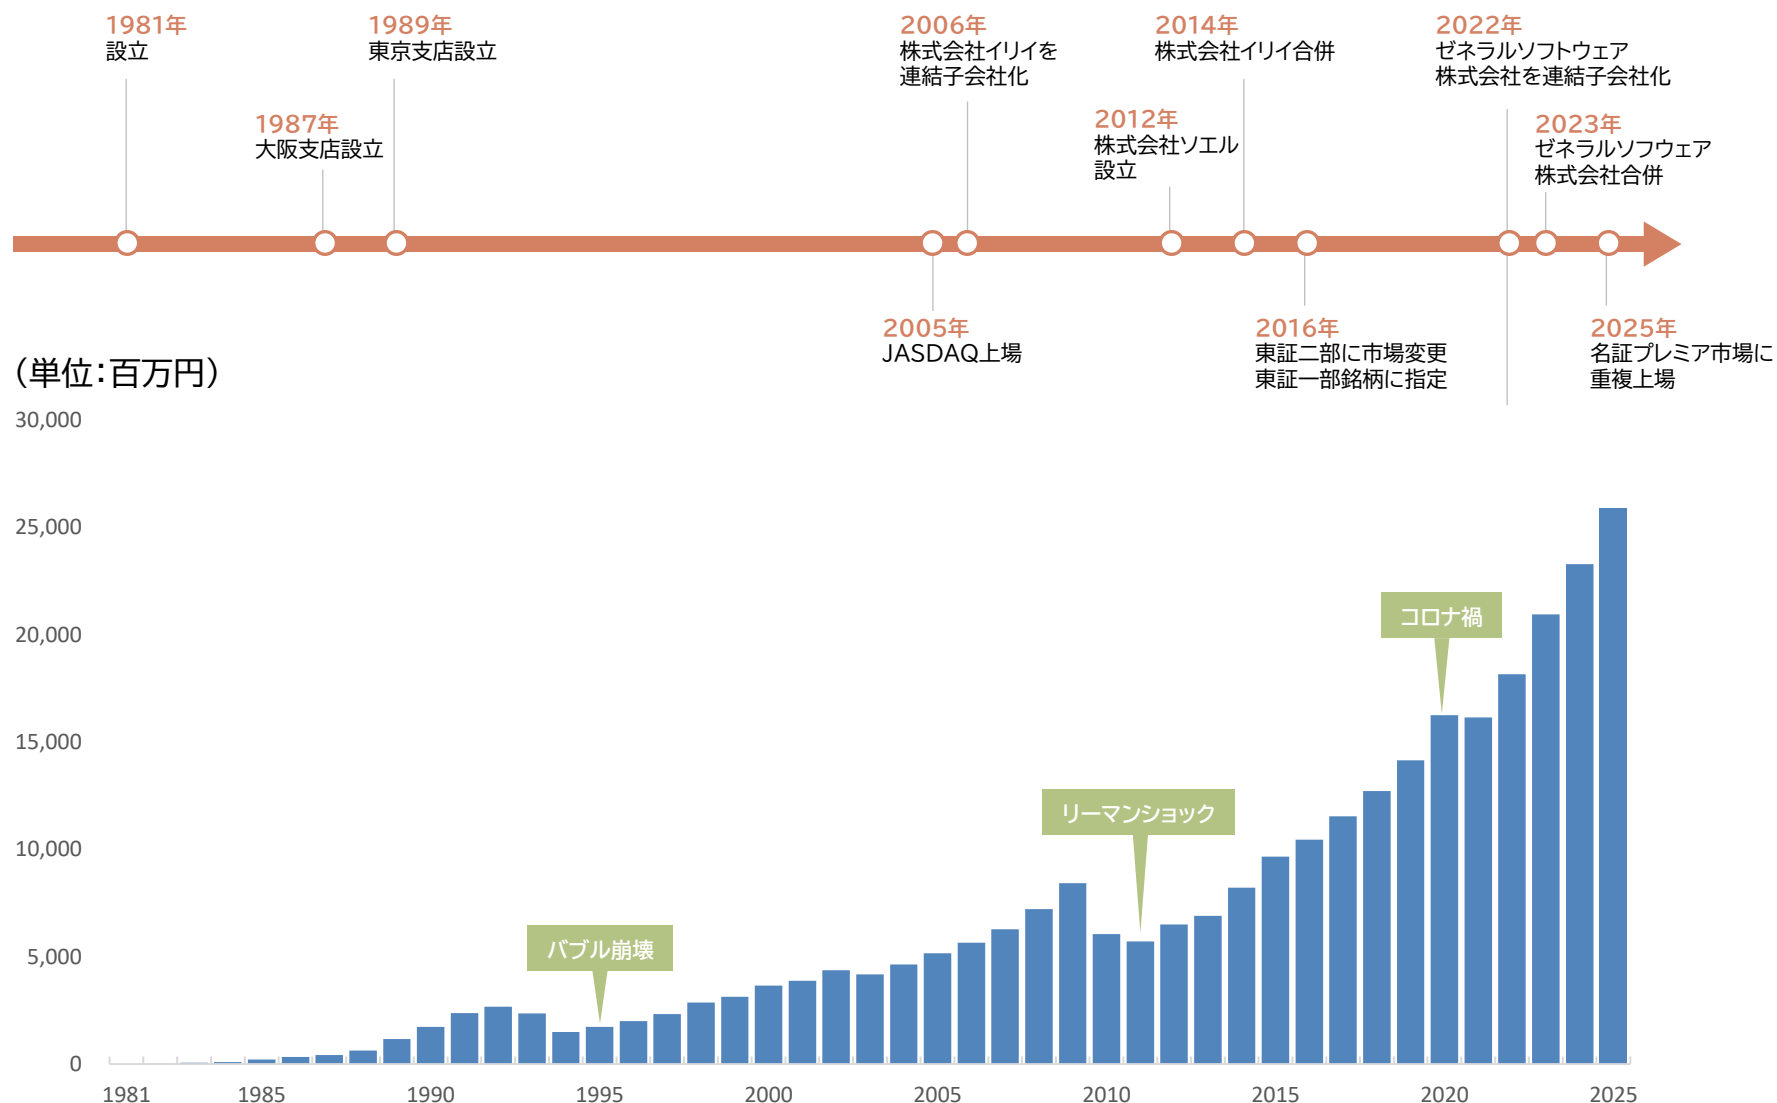 1981年
設立
1987年
大阪支店設立
1989年
東京支店設立
2006年
株式会社イリイを
連結子会社化
2012年
株式会社ソエル
設立
2014年
株式会社イリイ合併
2022年
ゼネラルソフトウェア
株式会社を連結子会社化
2023年
ゼネラルソフウェア
株式会社合併
2005年
JASDAQ上場
2016年
東証二部に市場変更
東証一部銘柄に指定
2025年
名証プレミア市場に
重複上場
（単位：百万円）
30,000
25,000
20,000
15,000
10,000
5,000
0
バブル崩壊
リーマンショック
コロナ禍
1981
1985
1990
1995
2000
2005
2010
2015
2020
2025